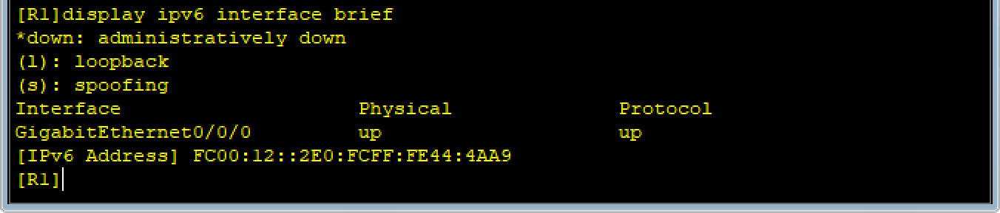 [R1]display ipv6 interface brief
*down: administratively down
(l): loopback
(s): spoofing
Interface Physical Protocol
GigabitEthernet0/0/0 up up
[IPv6 Address] FC00:12::2E0:FCFF:FE44:4AA9
[R1]